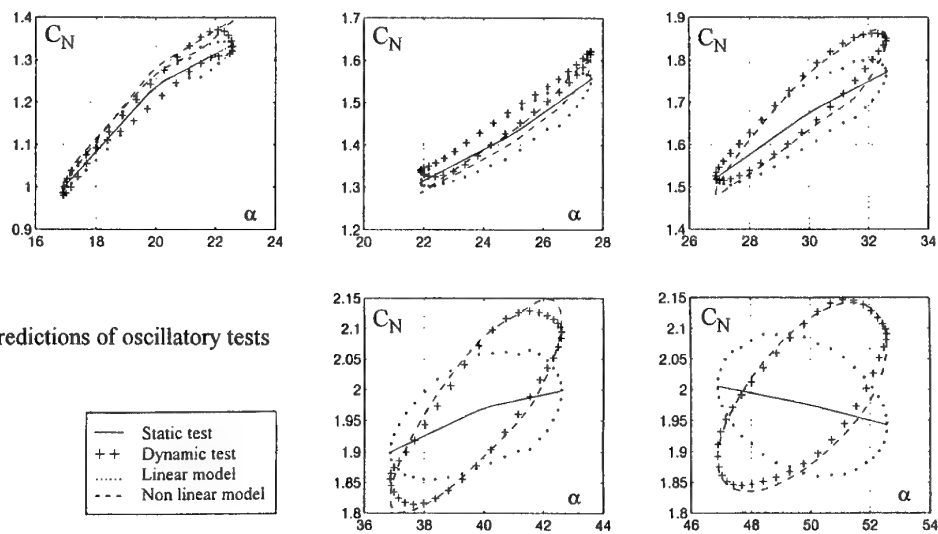 1.4
1.3
1.2
1.1
1
0.9
C_N
α
16 18 20 22 24
1.7
1.6
1.5
1.4
1.3
1.2
C_N
α
20 22 24 26 28
1.9
1.8
1.7
1.6
1.5
1.4
C_N
α
26 28 30 32 34
redictions of oscillatory tests
Static test
++ Dynamic test
Linear model
Non linear model
2.15
2.1
2.05
2
1.95
1.9
1.85
1.8
C_N
α
36 38 40 42 44
2.15
2.1
2.05
2
1.95
1.9
1.85
1.8
C_N
α
46 48 50 52 54